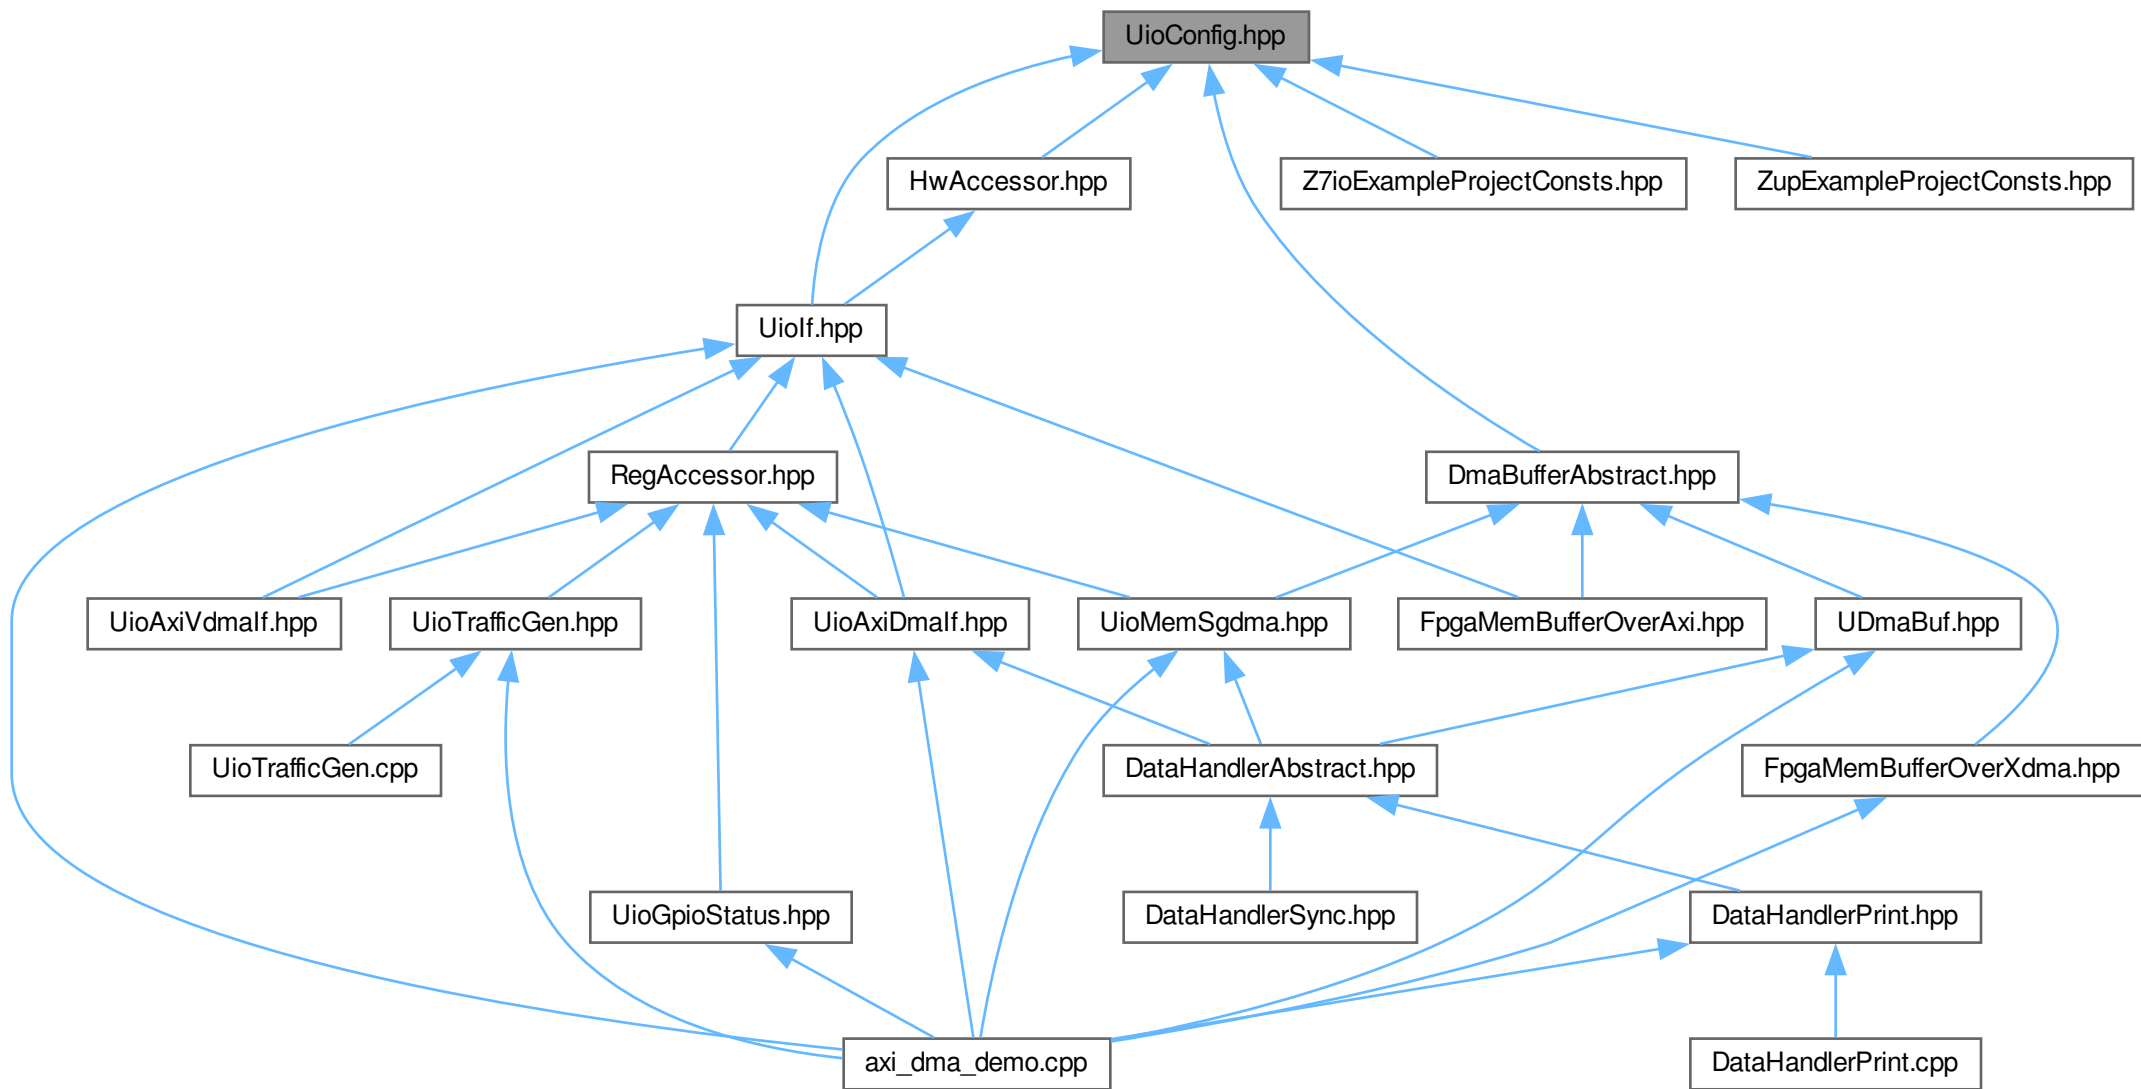 UioConfig.hpp
HwAccessor.hpp
Z7ioExampleProjectConsts.hpp
ZupExampleProjectConsts.hpp
UioIf.hpp
RegAccessor.hpp
DmaBufferAbstract.hpp
UioAxiVdmaIf.hpp
UioTrafficGen.hpp
UioAxiDmaIf.hpp
UioMemSgdma.hpp
FpgaMemBufferOverAxi.hpp
UDmaBuf.hpp
UioTrafficGen.cpp
DataHandlerAbstract.hpp
FpgaMemBufferOverXdma.hpp
UioGpioStatus.hpp
DataHandlerSync.hpp
DataHandlerPrint.hpp
axi_dma_demo.cpp
DataHandlerPrint.cpp